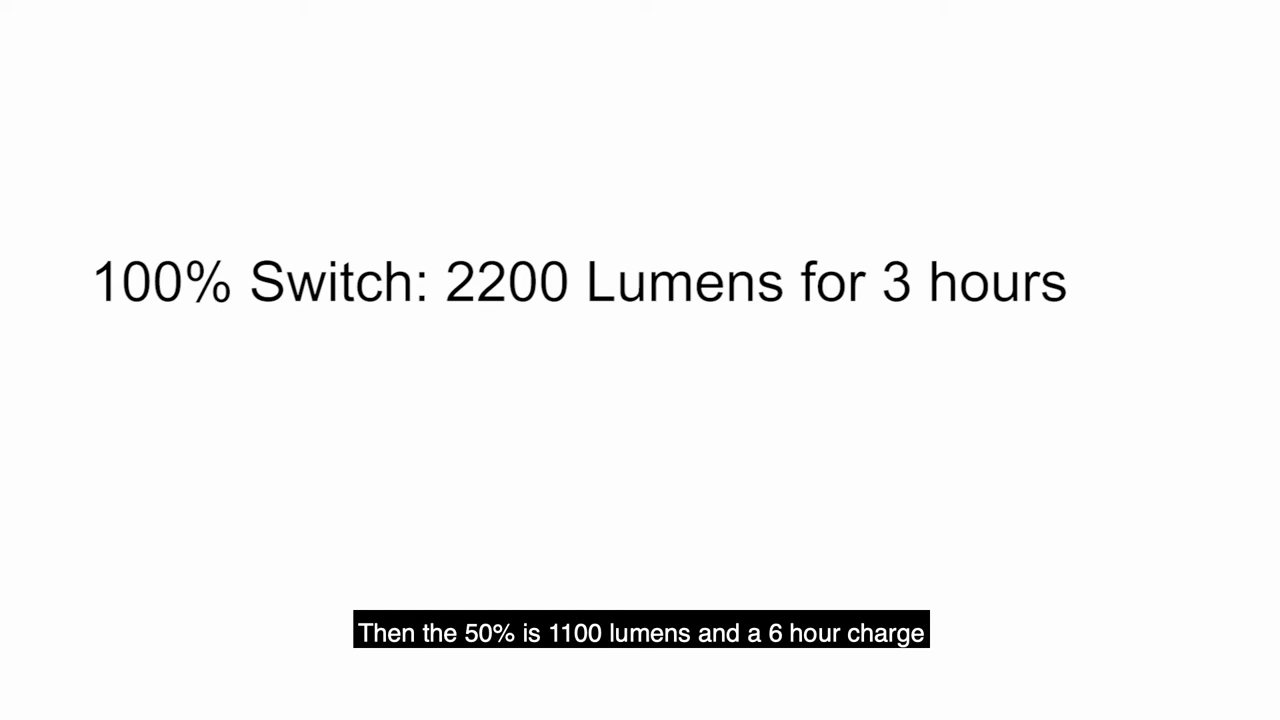 100% Switch: 2200 Lumens for 3 hours
Then the 50% is 1100 lumens and a 6 hour charge